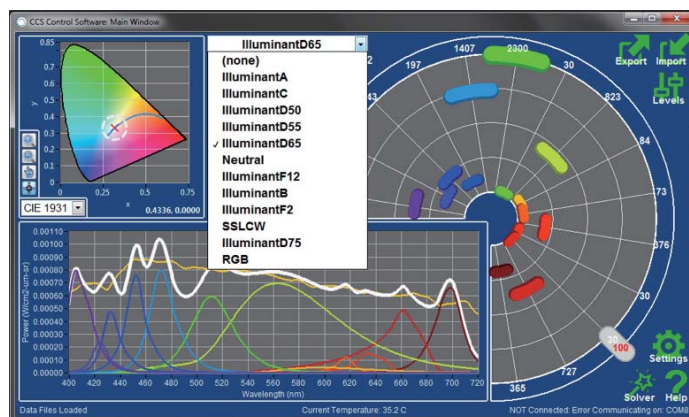 CCS Control Software: Main Window
0.85
0.8
0.7
0.6
0.5
0.4
0.3
0.2
0.1
0
y
0
0.25
0.5
0.75
x
CIE 1931
0.4336, 0.0000
IlluminantD65
(none)
IlluminantA
IlluminantC
IlluminantD50
IlluminantD55
✓ IlluminantD65
Neutral
IlluminantF12
IlluminantB
IlluminantF2
SSLCW
IlluminantD75
RGB
197
1407
2300
30
823
84
73
376
30
30
100
727
365
43
2
Export
Import
Levels
Settings
Solver
Help
Power (W/cm2-um-sr)
0.00110
0.00100
0.00090
0.00080
0.00070
0.00060
0.00050
0.00040
0.00030
0.00020
0.00010
0.00000
400 420 440 460 480 500 520 540 560 580 600 620 640 660 680 700 720
Wavelength (nm)
Data Files Loaded
Current Temperature: 35.2 C
NOT Connected: Error Communicating on: COM8